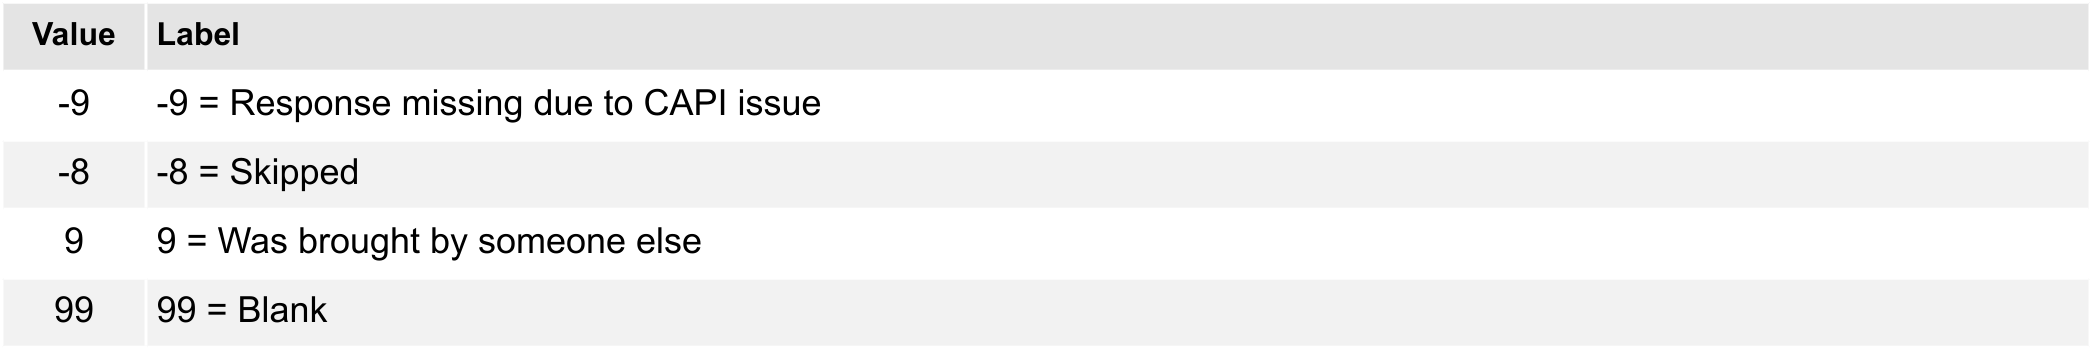 Value Label
-9 -9 = Response missing due to CAPI issue
-8 -8 = Skipped
9 9 = Was brought by someone else
99 99 = Blank